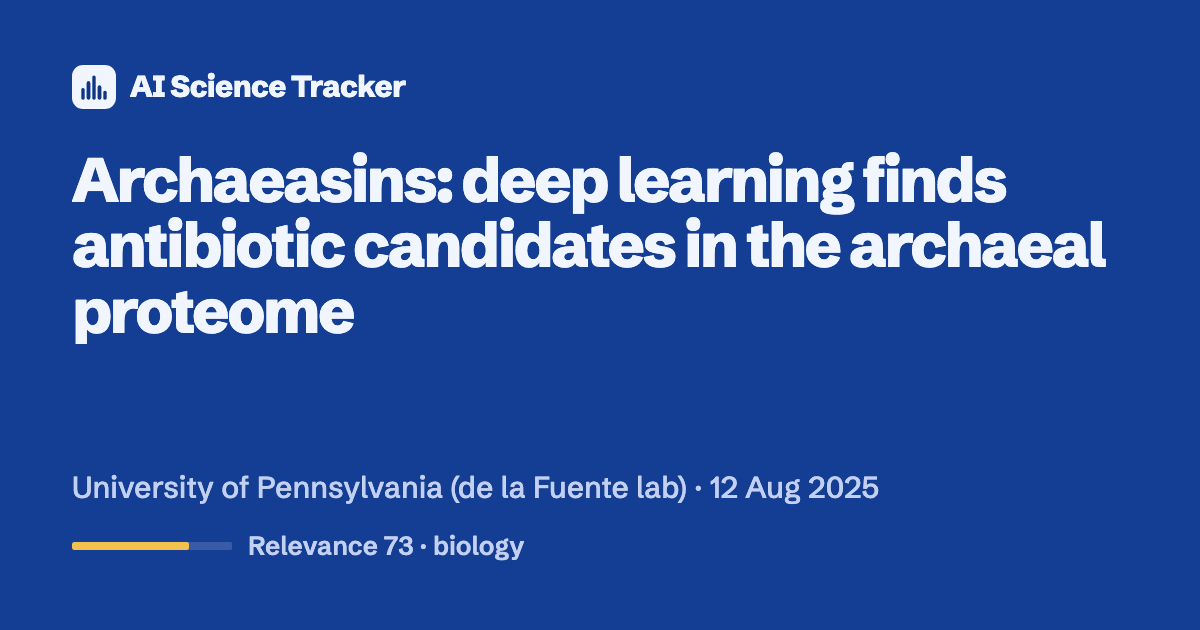 AI Science Tracker
Archaeasins: deep learning finds
antibiotic candidates in the archaeal
proteome
University of Pennsylvania (de la Fuente lab) · 12 Aug 2025
Relevance 73 · biology